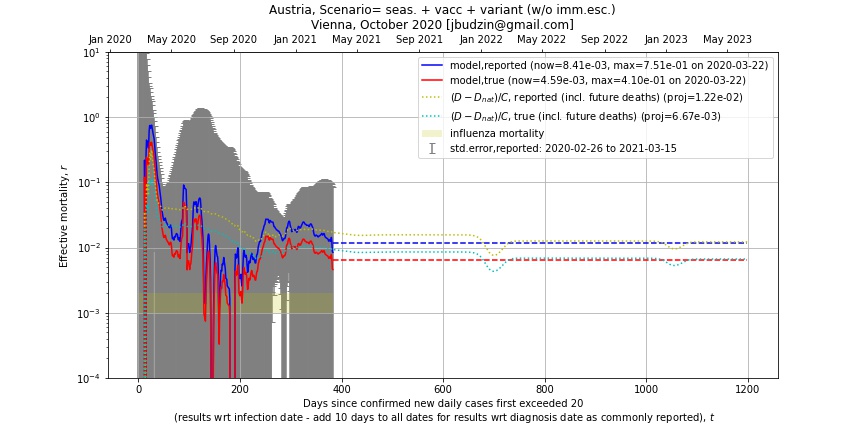 Austria, Scenario= seas. + vacc + variant (w/o imm.esc.)
Vienna, October 2020 [jbudzin@gmail.com]
Jan 2020 May 2020 Sep 2020 Jan 2021 May 2021 Sep 2021 Jan 2022 May 2022 Sep 2022 Jan 2023 May 2023
10¹
10⁰
10⁻¹
10⁻²
10⁻³
10⁻⁴
Effective mortality, r
model,reported (now=8.41e-03, max=7.51e-01 on 2020-03-22)
model,true (now=4.59e-03, max=4.10e-01 on 2020-03-22)
(D − Dnat)/C, reported (incl. future deaths) (proj=1.22e-02)
(D − Dnat)/C, true (incl. future deaths) (proj=6.67e-03)
influenza mortality
std.error,reported: 2020-02-26 to 2021-03-15
0 200 400 600 800 1000 1200
Days since confirmed new daily cases first exceeded 20
(results wrt infection date - add 10 days to all dates for results wrt diagnosis date as commonly reported), t